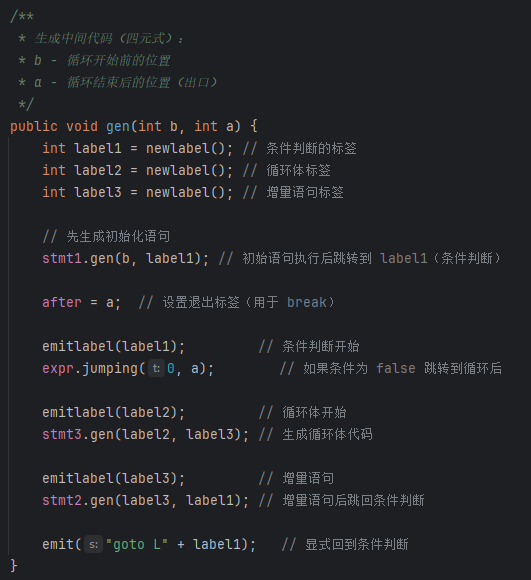 /**
 * 生成中间代码（四元式）：
 * b - 循环开始前的位置
 * a - 循环结束后的位置（出口）
 */
public void gen(int b, int a) {
    int label1 = newlabel(); // 条件判断的标签
    int label2 = newlabel(); // 循环体标签
    int label3 = newlabel(); // 增量语句标签
    // 先生成初始化语句
    stmt1.gen(b, label1); // 初始语句执行后跳转到 label1（条件判断）
    after = a;  // 设置退出标签（用于 break）
    emitlabel(label1);         // 条件判断开始
    expr.jumping( t: 0, a);        // 如果条件为 false 跳转到循环后
    emitlabel(label2);         // 循环体开始
    stmt3.gen(label2, label3); // 生成循环体代码
    emitlabel(label3);         // 增量语句
    stmt2.gen(label3, label1); // 增量语句后跳回条件判断
    emit( s: "goto L" + label1);   // 显式回到条件判断
}